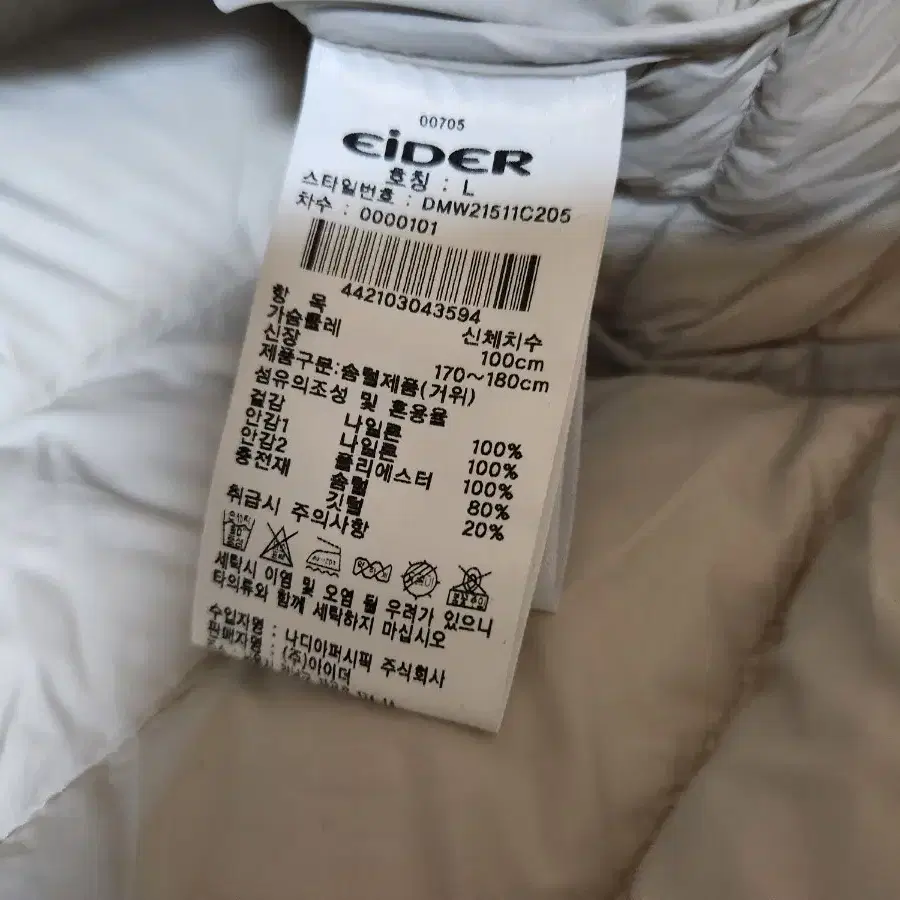 00705
EiDER
호칭 : L
스타일번호 : DMW21511C205
차수 : 0000101
442103043594
항 목 신체치수
가슴둘레 100cm
신장 170~180cm
제품구분:솜털제품(거위)
섬유의조성 및 혼용율
겉감 나일론 100%
안감1 나일론 100%
안감2 폴리에스터 100%
충전재 솜털 80%
깃털 20%
취급시 주의사항
세탁시 이염 및 오염 될 우려가 있으니
타의류와 함께 세탁하지 마십시오
수입자명 : 나디아퍼시픽 주식회사
판매자명 : (주)아이더